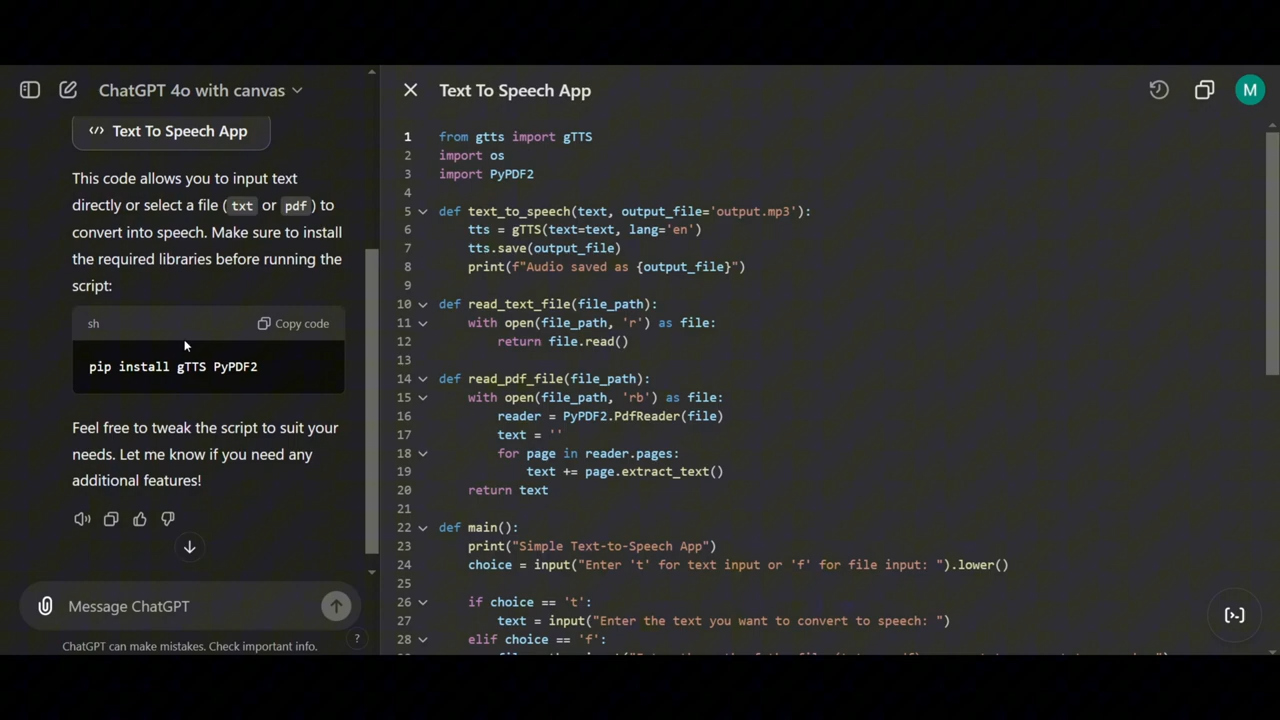 ChatGPT 4o with canvas
Text To Speech App
This code allows you to input text
directly or select a file (txt or pdf) to
convert into speech. Make sure to install
the required libraries before running the
script:
sh
Copy code
pip install gTTS PyPDF2
Feel free to tweak the script to suit your
needs. Let me know if you need any
additional features!
Message ChatGPT
ChatGPT can make mistakes. Check important info.
?
Text To Speech App
M
1 from gtts import gTTS
2 import os
3 import PyPDF2
4
5 def text_to_speech(text, output_file='output.mp3'):
6 tts = gTTS(text=text, lang='en')
7 tts.save(output_file)
8 print(f"Audio saved as {output_file}")
9
10 def read_text_file(file_path):
11 with open(file_path, 'r') as file:
12 return file.read()
13
14 def read_pdf_file(file_path):
15 with open(file_path, 'rb') as file:
16 reader = PyPDF2.PdfReader(file)
17 text = ''
18 for page in reader.pages:
19 text += page.extract_text()
20 return text
21
22 def main():
23 print("Simple Text-to-Speech App")
24 choice = input("Enter 't' for text input or 'f' for file input: ").lower()
25
26 if choice == 't':
27 text = input("Enter the text you want to convert to speech: ")
28 elif choice == 'f':